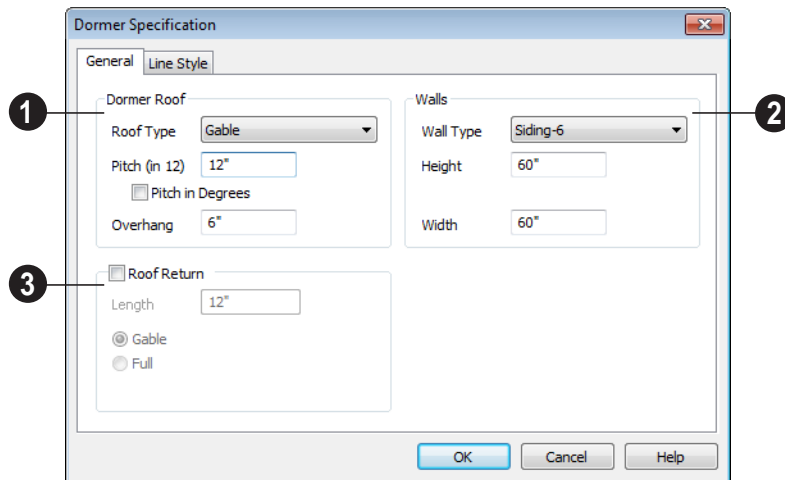 Dormer Specification
General Line Style
1 Dormer Roof
Roof Type Gable
Pitch (in 12) 12"
Pitch in Degrees
Overhang 6"
Walls 2
Wall Type Siding-6
Height 60"
Width 60"
3 Roof Return
Length 12"
Gable
Full
OK Cancel Help